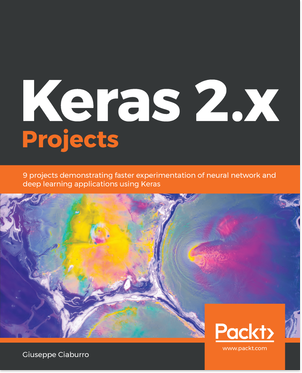 Keras 2.x
Projects
9 projects demonstrating faster experimentation of neural network and
deep learning applications using Keras
Packt>
www.packt.com
Giuseppe Ciaburro